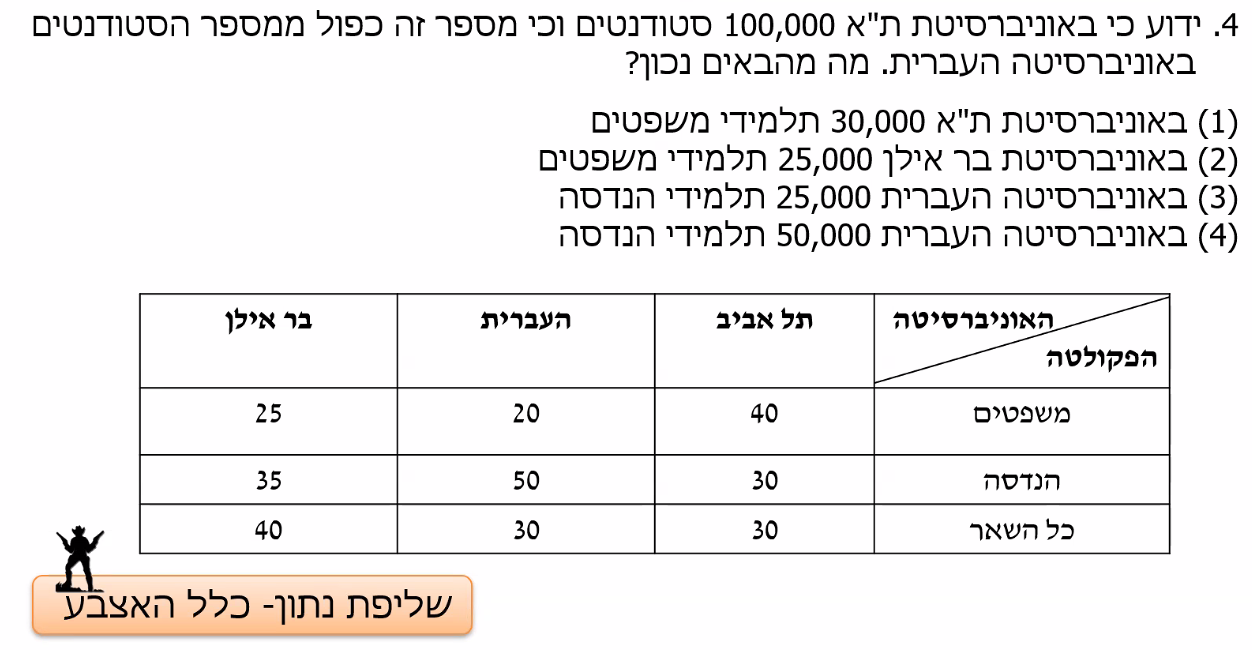 4. ידוע כי באוניברסיטת ת"א 100,000 סטודנטים וכי מספר זה כפול ממספר הסטודנטים
באוניברסיטה העברית. מה מהבאים נכון?
(1) באוניברסיטת ת"א 30,000 תלמידי משפטים
(2) באוניברסיטת בר אילן 25,000 תלמידי משפטים
(3) באוניברסיטה העברית 25,000 תלמידי הנדסה
(4) באוניברסיטה העברית 50,000 תלמידי הנדסה
האוניברסיטה תל אביב העברית בר אילן
הפקולטה
משפטים 40 20 25
הנדסה 30 50 35
כל השאר 30 30 40
שליפת נתון- כלל האצבע